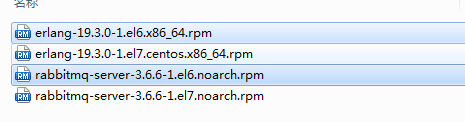 名称
erlang-19.3.0-1.el6.x86_64.rpm
erlang-19.3.0-1.el7.centos.x86_64.rpm
rabbitmq-server-3.6.6-1.el6.noarch.rpm
rabbitmq-server-3.6.6-1.el7.noarch.rpm